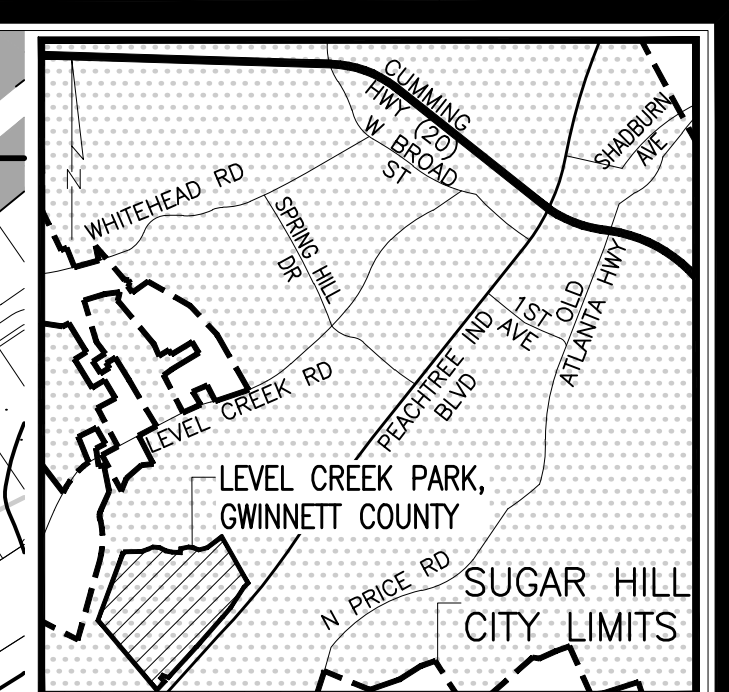 CUMMING
HWY (20)
W BROAD
ST
SHADBURN
AVE
N
WHITEHEAD RD
SPRING HILL
DR
1ST
AVE
OLD
ATLANTA HWY
PEACHTREE IND
BLVD
LEVEL CREEK RD
LEVEL CREEK PARK,
GWINNETT COUNTY
N PRICE RD
SUGAR HILL
CITY LIMITS